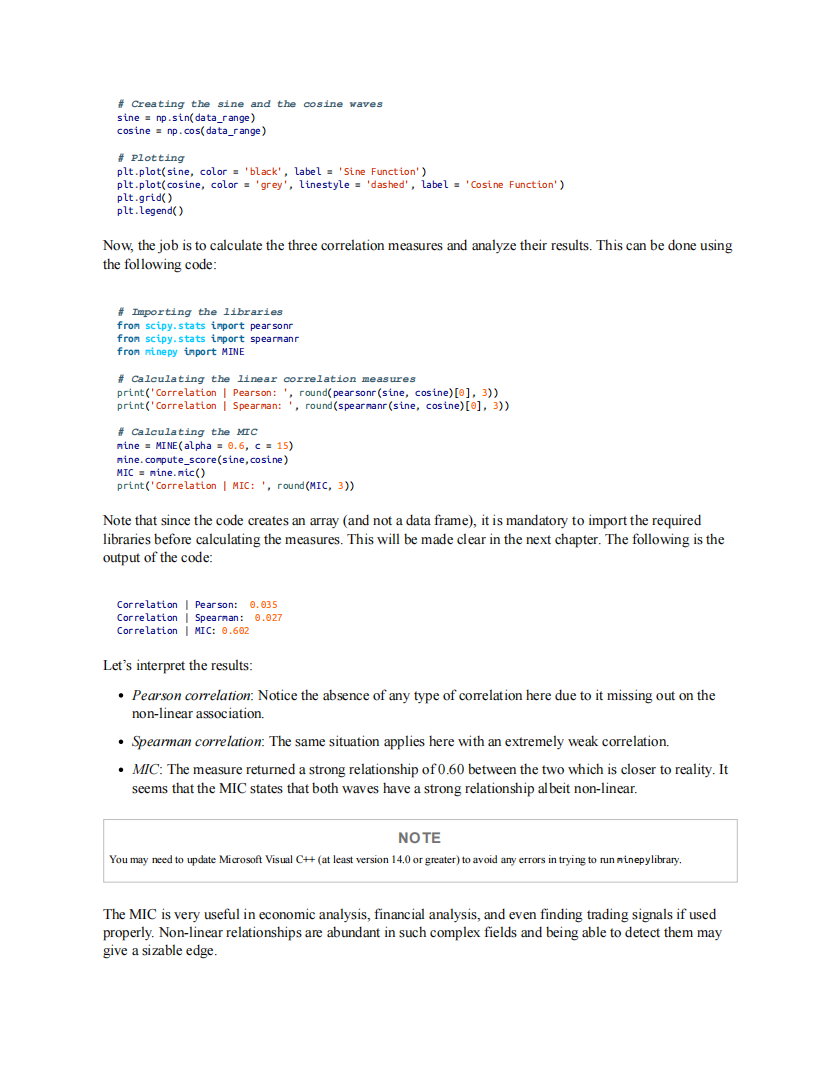 # Creating the sine and the cosine waves
sine = np.sin(data_range)
cosine = np.cos(data_range)
# Plotting
plt.plot(sine, color = 'black', label = 'Sine Function')
plt.plot(cosine, color = 'grey', linestyle = 'dashed', label = 'Cosine Function')
plt.grid()
plt.legend()
Now, the job is to calculate the three correlation measures and analyze their results. This can be done using
the following code:
# Importing the libraries
from scipy.stats import pearsonr
from scipy.stats import spearmanr
from minepy import MINE
# Calculating the linear correlation measures
print('Correlation | Pearson: ', round(pearsonr(sine, cosine)[0], 3))
print('Correlation | Spearman: ', round(spearmanr(sine, cosine)[0], 3))
# Calculating the MIC
mine = MINE(alpha = 0.6, c = 15)
mine.compute_score(sine,cosine)
MIC = mine.mic()
print('Correlation | MIC: ', round(MIC, 3))
Note that since the code creates an array (and not a data frame), it is mandatory to import the required
libraries before calculating the measures. This will be made clear in the next chapter. The following is the
output of the code:
Correlation | Pearson:  0.035
Correlation | Spearman:  0.027
Correlation | MIC: 0.602
Let's interpret the results:
• Pearson correlation: Notice the absence of any type of correlation here due to it missing out on the
non-linear association.
• Spearman correlation: The same situation applies here with an extremely weak correlation.
• MIC: The measure returned a strong relationship of 0.60 between the two which is closer to reality. It
seems that the MIC states that both waves have a strong relationship albeit non-linear.
NOTE
You may need to update Microsoft Visual C++ (at least version 14.0 or greater) to avoid any errors in trying to run minepy library.
The MIC is very useful in economic analysis, financial analysis, and even finding trading signals if used
properly. Non-linear relationships are abundant in such complex fields and being able to detect them may
give a sizable edge.